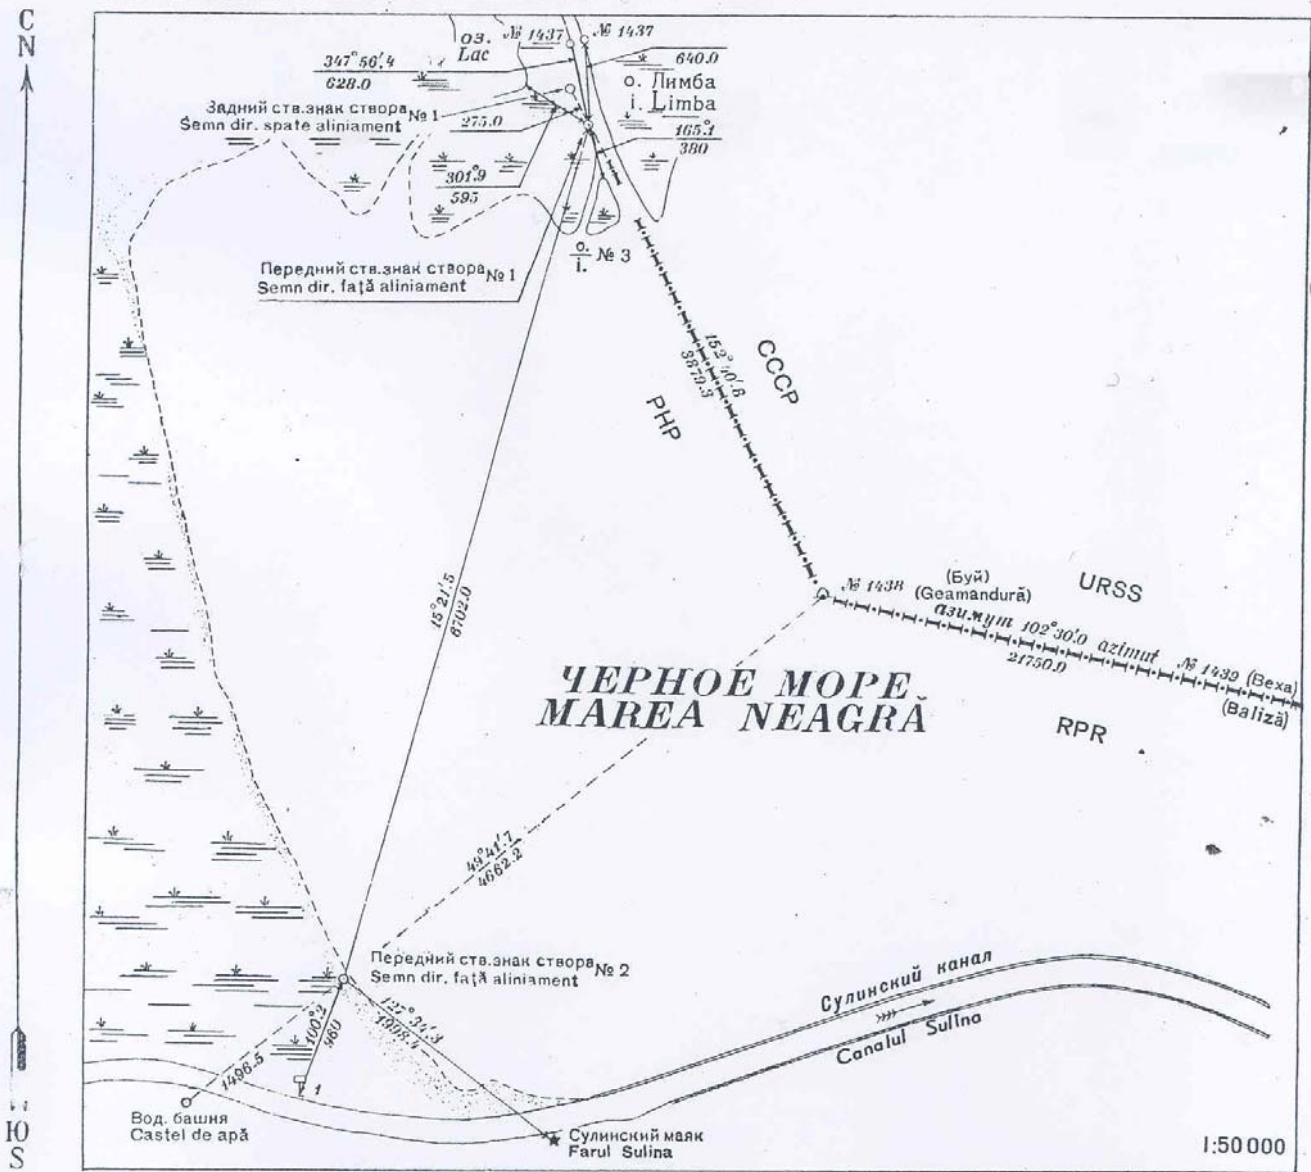 С
N
оз.
Lac
№ 1437
№ 1437
347°56'.4
628.0
640.0
о. Лимба
i. Limba
Задний ств.знак створа № 1
Semn dir. spate aliniament
275.0
165°.1
380
301°.9
595
о.
i. № 3
Передний ств.знак створа № 1
Semn dir. față aliniament
152°40'.6
3879.3
СССР
РНР
15°21'.5
6702.0
№ 1438
(Буй)
(Geamandură)
URSS
азимут 102°30'.0 azimut
21750.0
№ 1439 (Веха)
(Baliză)
RPR
ЧЕРНОЕ МОРЕ
MAREA NEAGRĂ
49°41'.7
4662.2
Передний ств.знак створа № 2
Semn dir. față aliniament
127°34'.3
1998.4
100°.2
960
1496.5
1
Сулинский канал
Canalul Sulina
Вод. башня
Castel de apă
Сулинский маяк
Farul Sulina
1:50 000
Ю
S